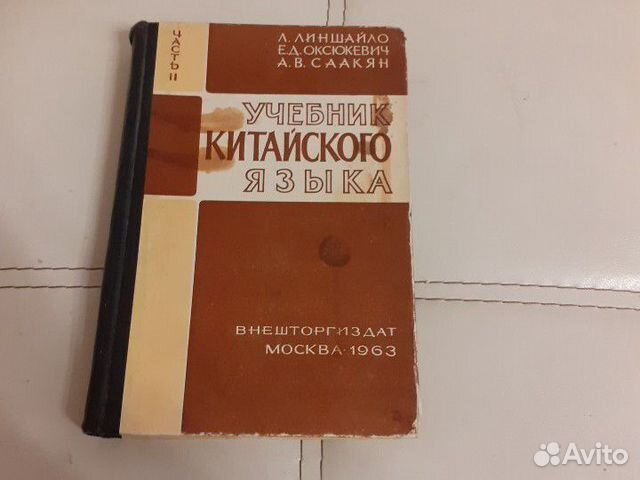 ЧАСТЬ II
Л. ЛИНШАЙЛО
Е.Д. ОКСЮКЕВИЧ
А.В. СААКЯН
УЧЕБНИК
КИТАЙСКОГО
ЯЗЫКА
ВНЕШТОРГИЗДАТ
МОСКВА · 1963
Avito